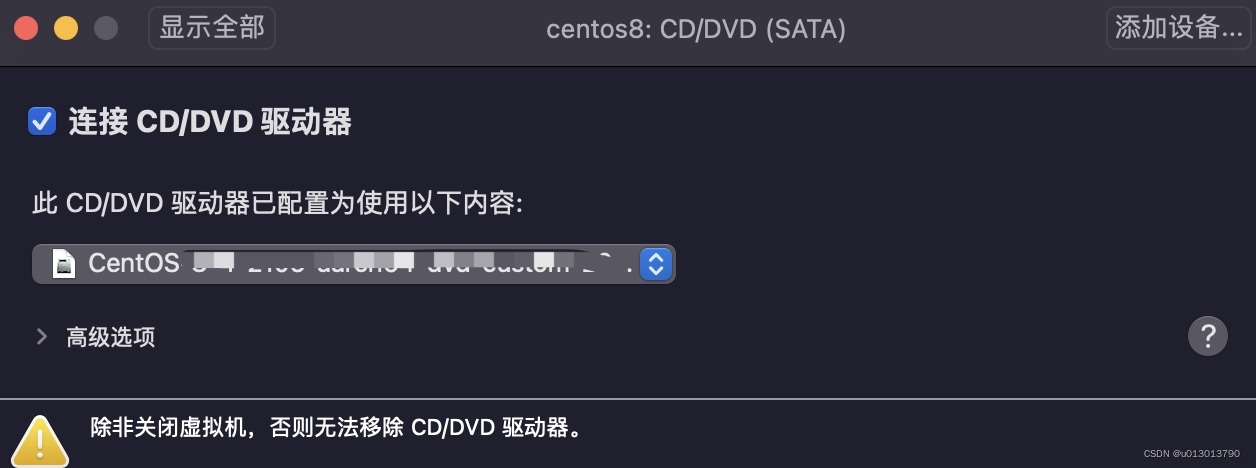 显示全部
centos8: CD/DVD (SATA)
添加设备...
连接 CD/DVD 驱动器
此 CD/DVD 驱动器已配置为使用以下内容:
CentOS
高级选项
?
除非关闭虚拟机，否则无法移除 CD/DVD 驱动器。
CSDN @u013013790